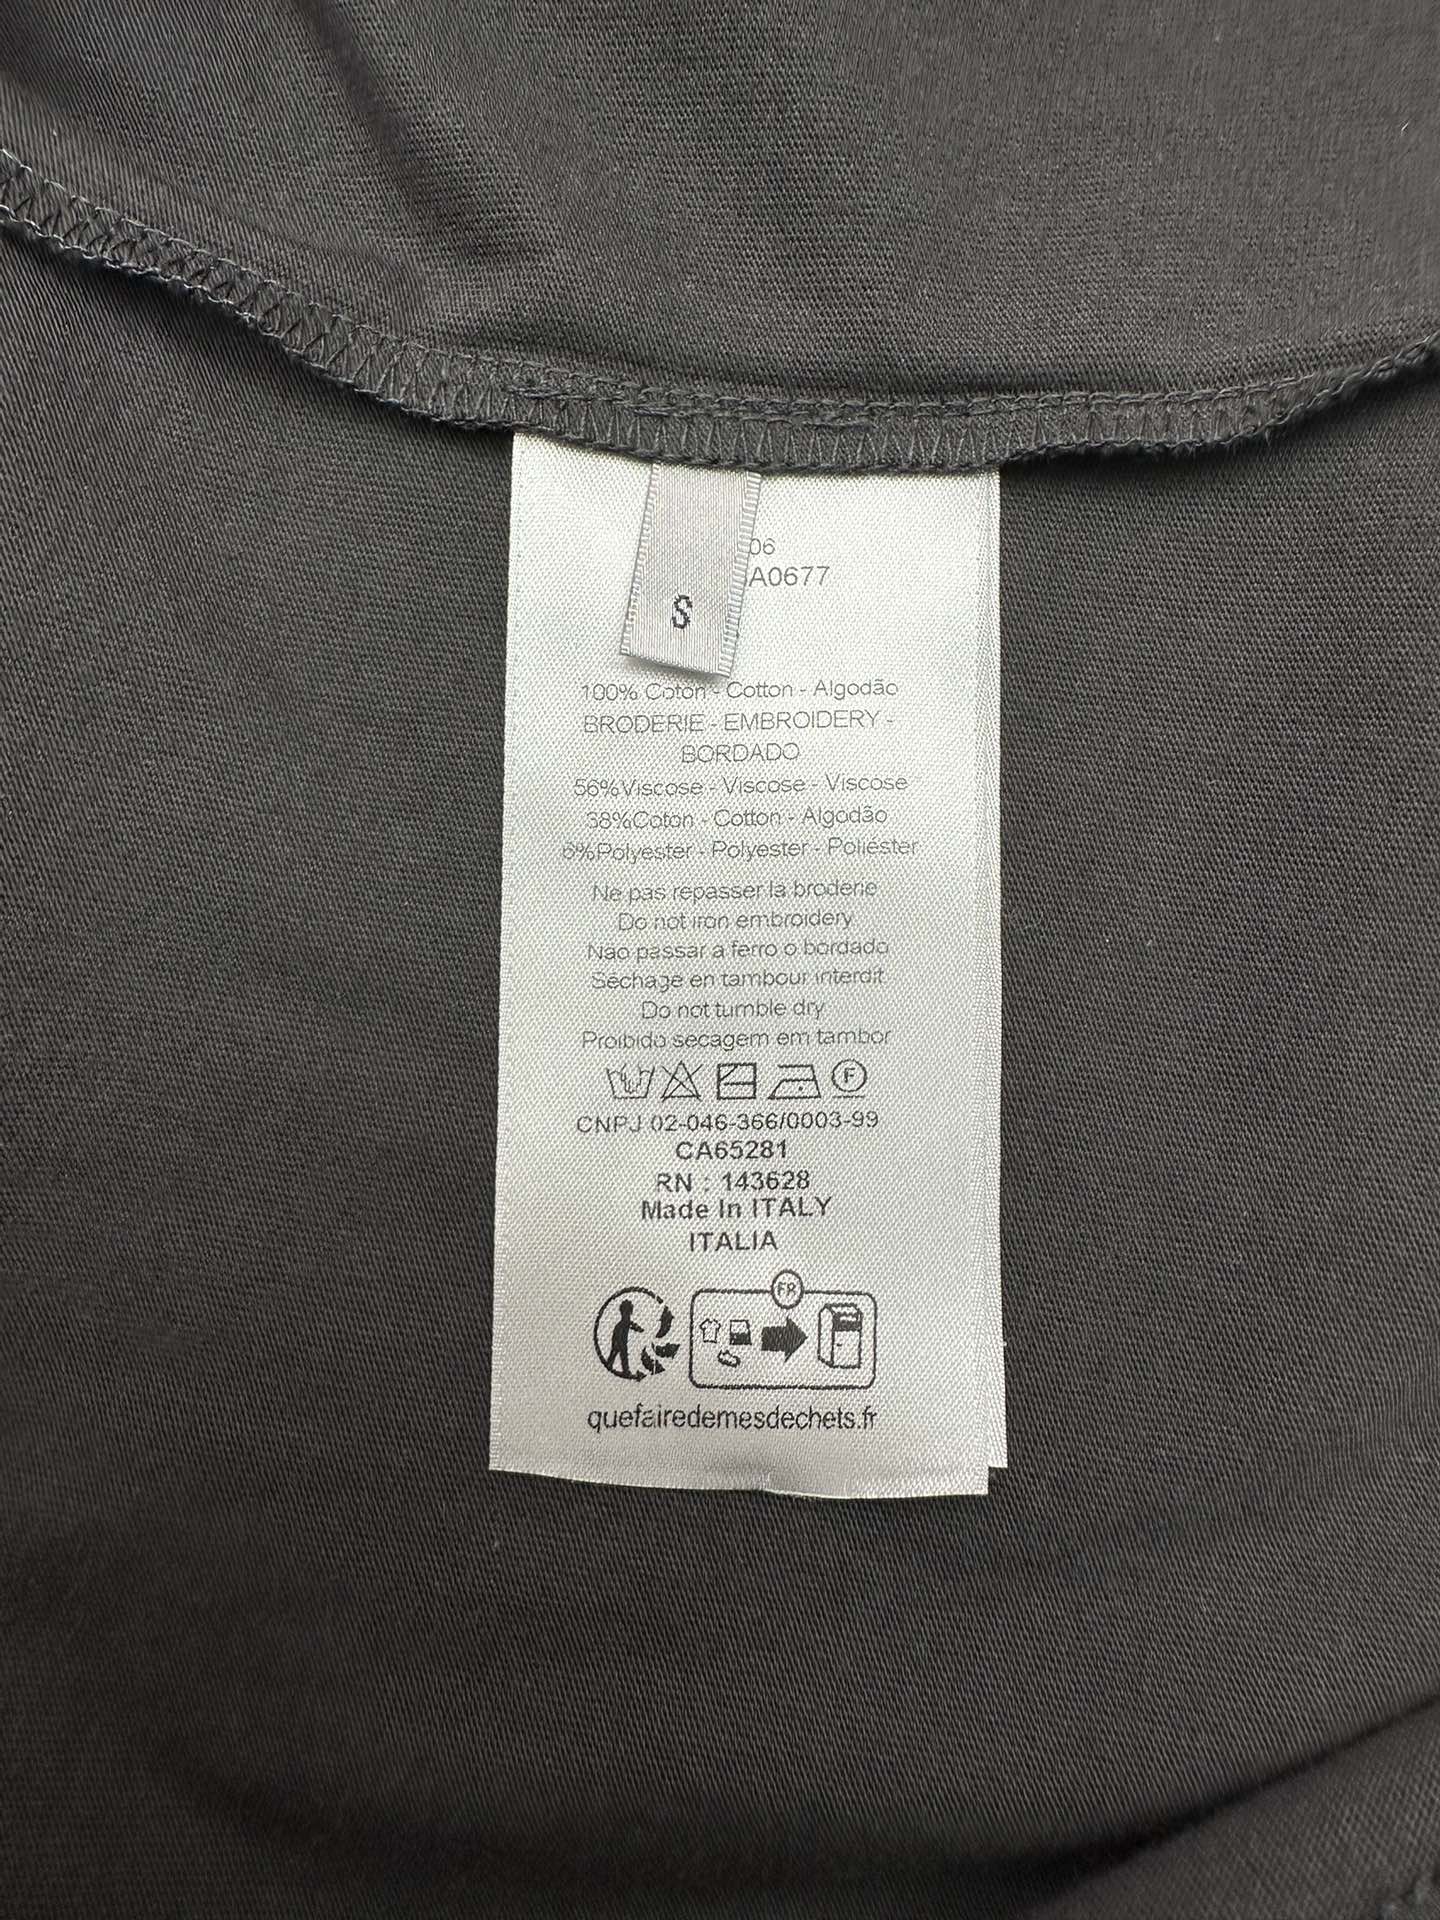 06
A0677
S
100% Coton - Cotton - Algodão
BRODERIE - EMBROIDERY -
BORDADO
56%Viscose - Viscose - Viscose
38%Coton - Cotton - Algodão
6%Polyester - Polyester - Poliéster
Ne pas repasser la broderie
Do not iron embroidery
Não passar a ferro o bordado
Séchage en tambour interdit
Do not tumble dry
Proibido secagem em tambor
F
CNPJ 02-046-366/0003-99
CA65281
RN : 143628
Made In ITALY
ITALIA
FR
quefairedemesdechets.fr